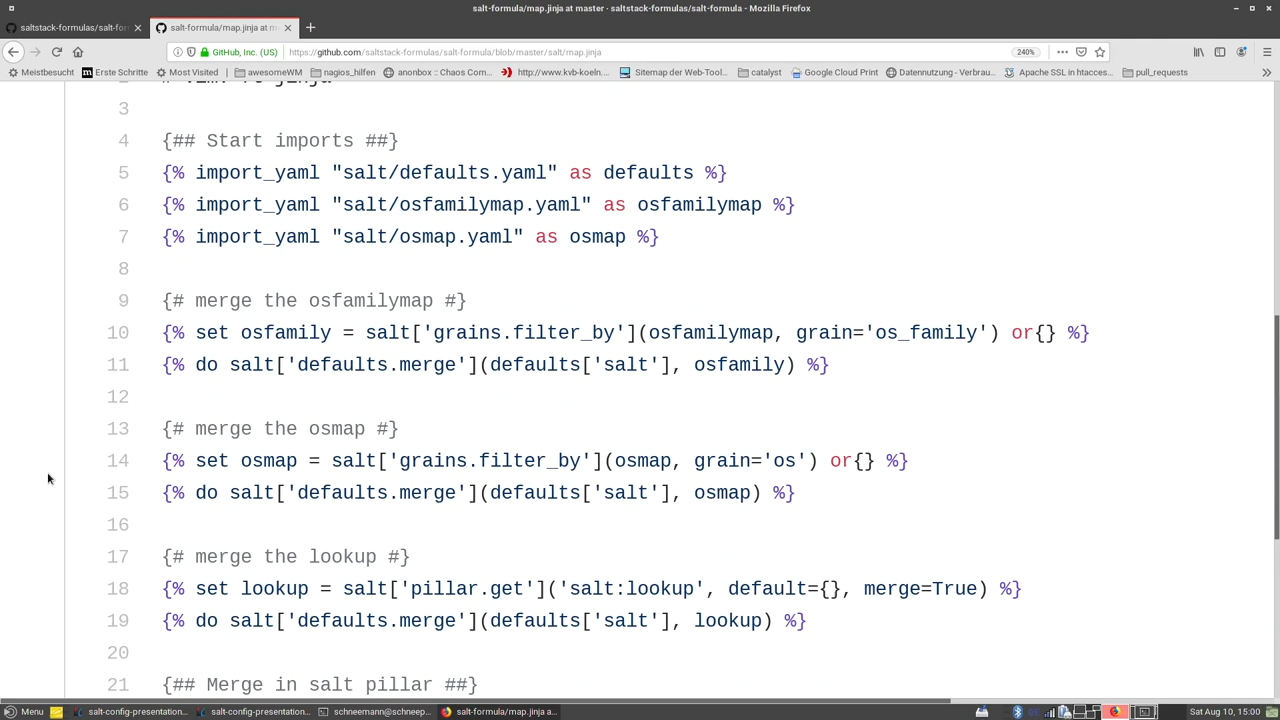 salt-formula/map.jinja at master · saltstack-formulas/salt-formula - Mozilla Firefox
saltstack-formulas/salt-for
salt-formula/map.jinja at m
GitHub, Inc. (US)
https://github.com/saltstack-formulas/salt-formula/blob/master/salt/map.jinja
240%
Meistbesucht
Erste Schritte
Most Visited
awesomeWM
nagios_hilfen
anonbox :: Chaos Com...
http://www.kvb-koeln....
Sitemap der Web-Tool...
catalyst
Google Cloud Print
Datennutzung - Verbrau...
Apache SSL in htacces...
pull_requests
3
4 {## Start imports ##}
5 {% import_yaml "salt/defaults.yaml" as defaults %}
6 {% import_yaml "salt/osfamilymap.yaml" as osfamilymap %}
7 {% import_yaml "salt/osmap.yaml" as osmap %}
8
9 {# merge the osfamilymap #}
10 {% set osfamily = salt['grains.filter_by'](osfamilymap, grain='os_family') or{} %}
11 {% do salt['defaults.merge'](defaults['salt'], osfamily) %}
12
13 {# merge the osmap #}
14 {% set osmap = salt['grains.filter_by'](osmap, grain='os') or{} %}
15 {% do salt['defaults.merge'](defaults['salt'], osmap) %}
16
17 {# merge the lookup #}
18 {% set lookup = salt['pillar.get']('salt:lookup', default={}, merge=True) %}
19 {% do salt['defaults.merge'](defaults['salt'], lookup) %}
20
21 {## Merge in salt pillar ##}
Menu
salt-config-presentation...
salt-config-presentation...
schneemann@schneep...
salt-formula/map.jinja a...
Sat Aug 10, 15:00